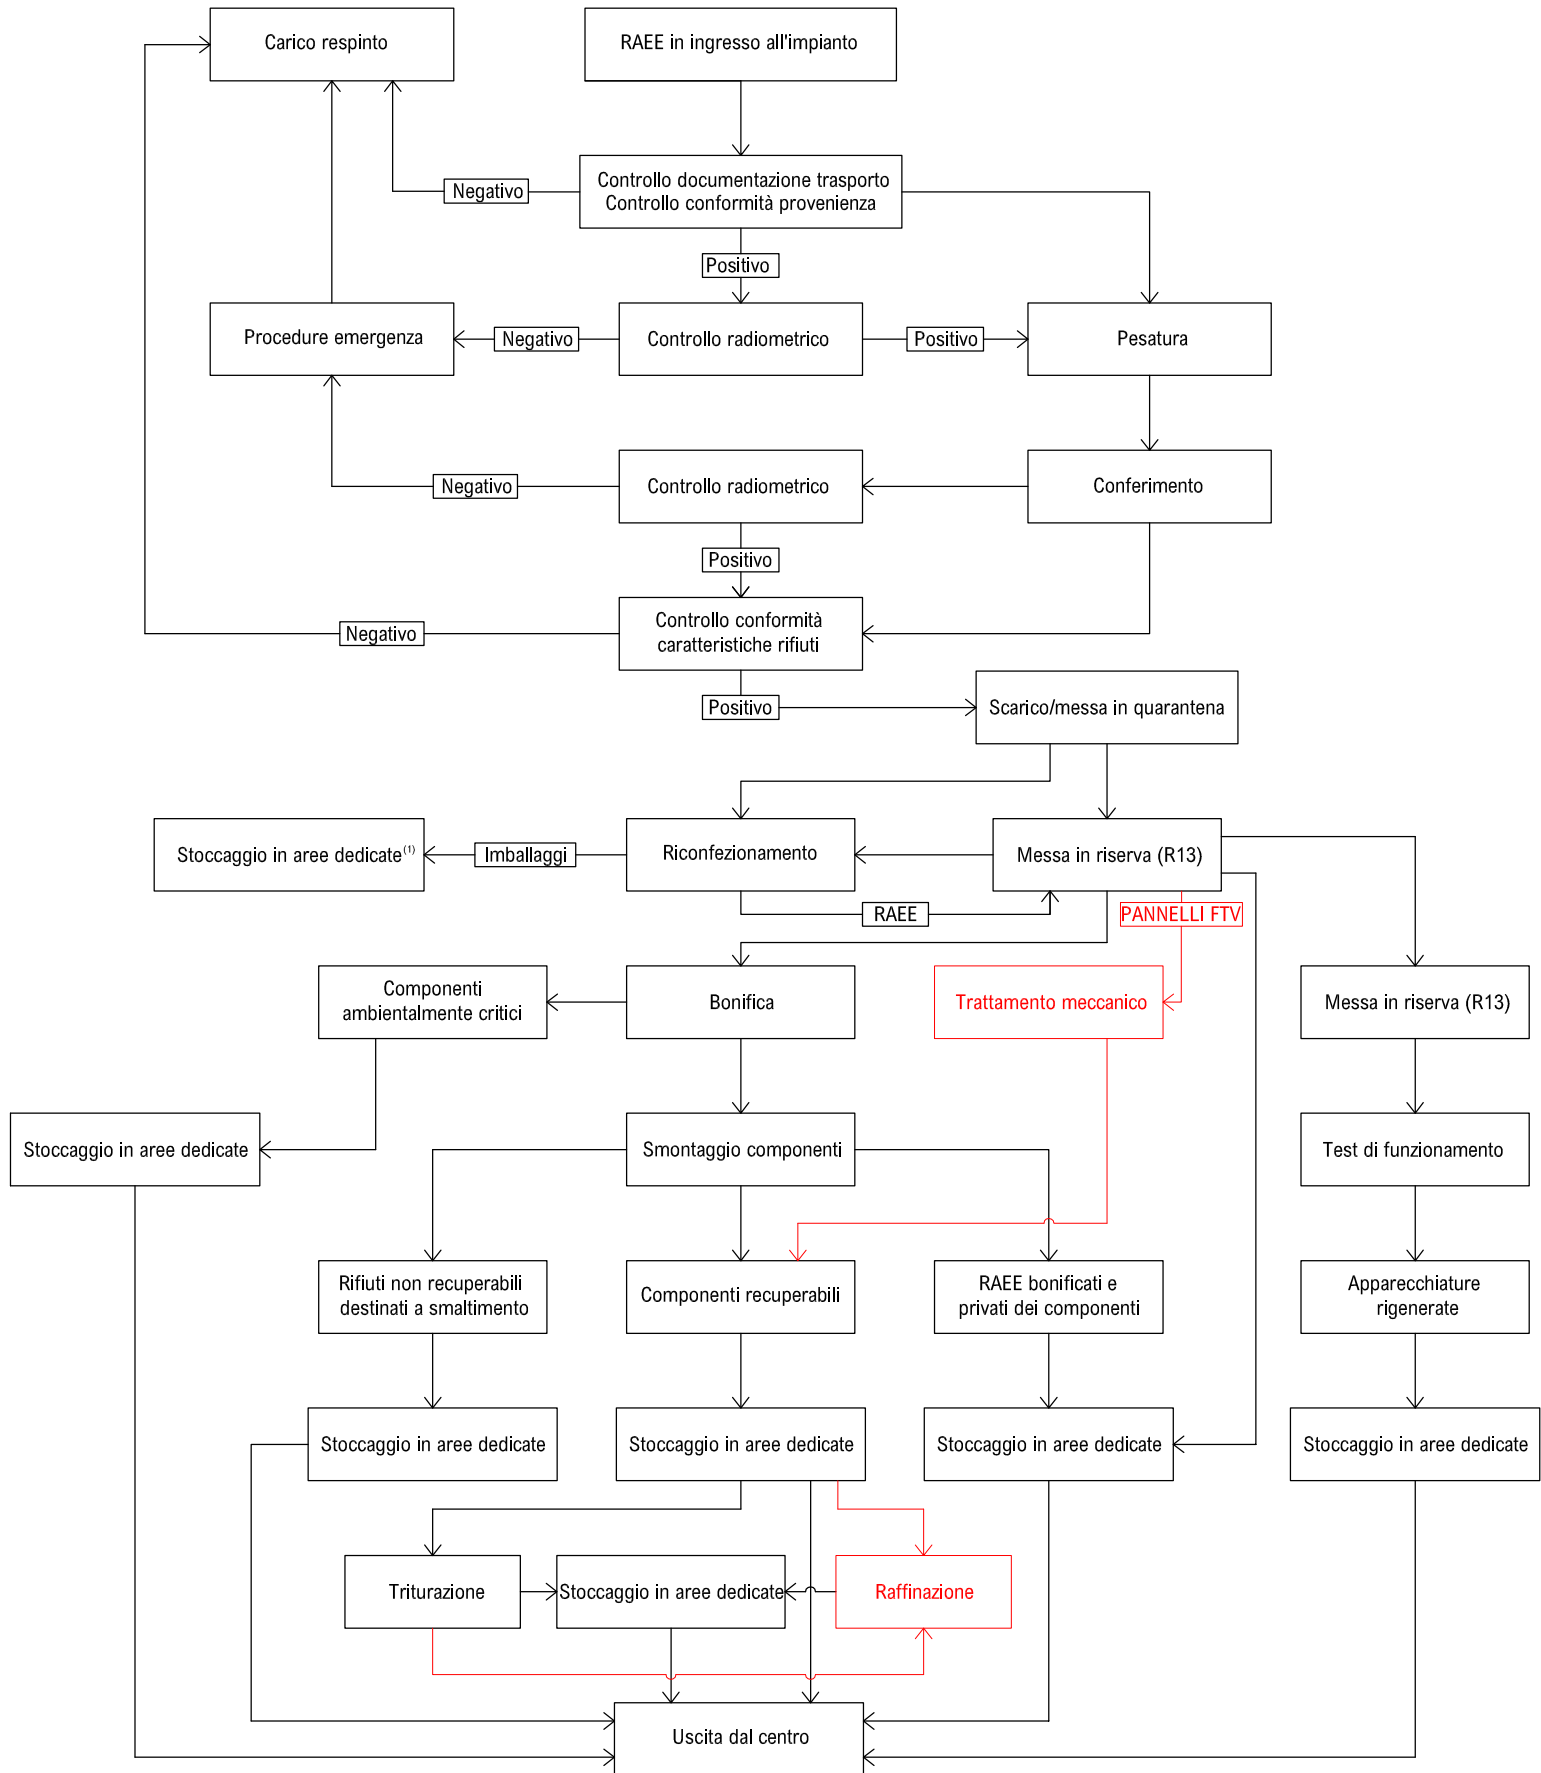 Carico respinto
RAEE in ingresso all'impianto
Controllo documentazione trasporto
Controllo conformità provenienza
Negativo
Positivo
Procedure emergenza
Negativo
Controllo radiometrico
Positivo
Pesatura
Negativo
Controllo radiometrico
Conferimento
Positivo
Controllo conformità
caratteristiche rifiuti
Negativo
Positivo
Scarico/messa in quarantena
Stoccaggio in aree dedicate(1)
Imballaggi
Riconfezionamento
Messa in riserva (R13)
RAEE
PANNELLI FTV
Componenti
ambientalmente critici
Bonifica
Trattamento meccanico
Messa in riserva (R13)
Stoccaggio in aree dedicate
Smontaggio componenti
Test di funzionamento
Rifiuti non recuperabili
destinati a smaltimento
Componenti recuperabili
RAEE bonificati e
privati dei componenti
Apparecchiature
rigenerate
Stoccaggio in aree dedicate
Stoccaggio in aree dedicate
Stoccaggio in aree dedicate
Stoccaggio in aree dedicate
Triturazione
Stoccaggio in aree dedicate
Raffinazione
Uscita dal centro